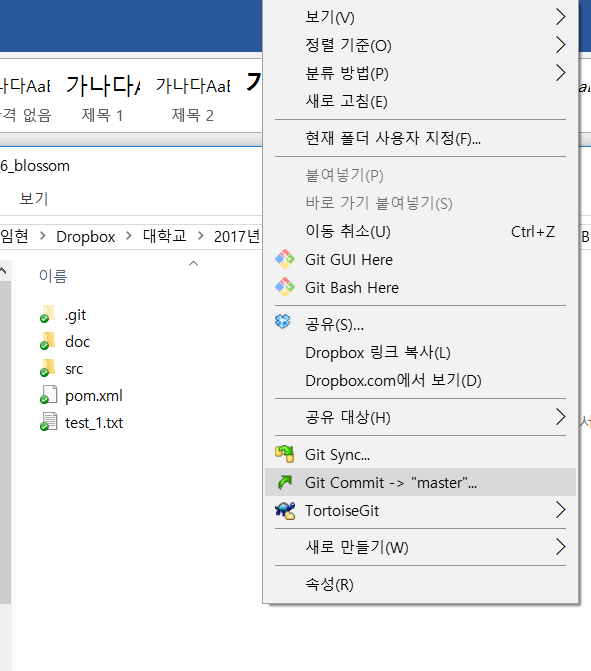 보기(V)
정렬 기준(O)
분류 방법(P)
새로 고침(E)
현재 폴더 사용자 지정(F)...
붙여넣기(P)
바로 가기 붙여넣기(S)
이동 취소(U) Ctrl+Z
Git GUI Here
Git Bash Here
공유(S)...
Dropbox 링크 복사(L)
Dropbox.com에서 보기(D)
공유 대상(H)
Git Sync...
Git Commit -> "master"...
TortoiseGit
새로 만들기(W)
속성(R)
나다AaB 가나다A 가나다AaE
격 없음 제목 1 제목 2
6_blossom
보기
임현 > Dropbox > 대학교 > 2017년
이름
.git
doc
src
pom.xml
test_1.txt